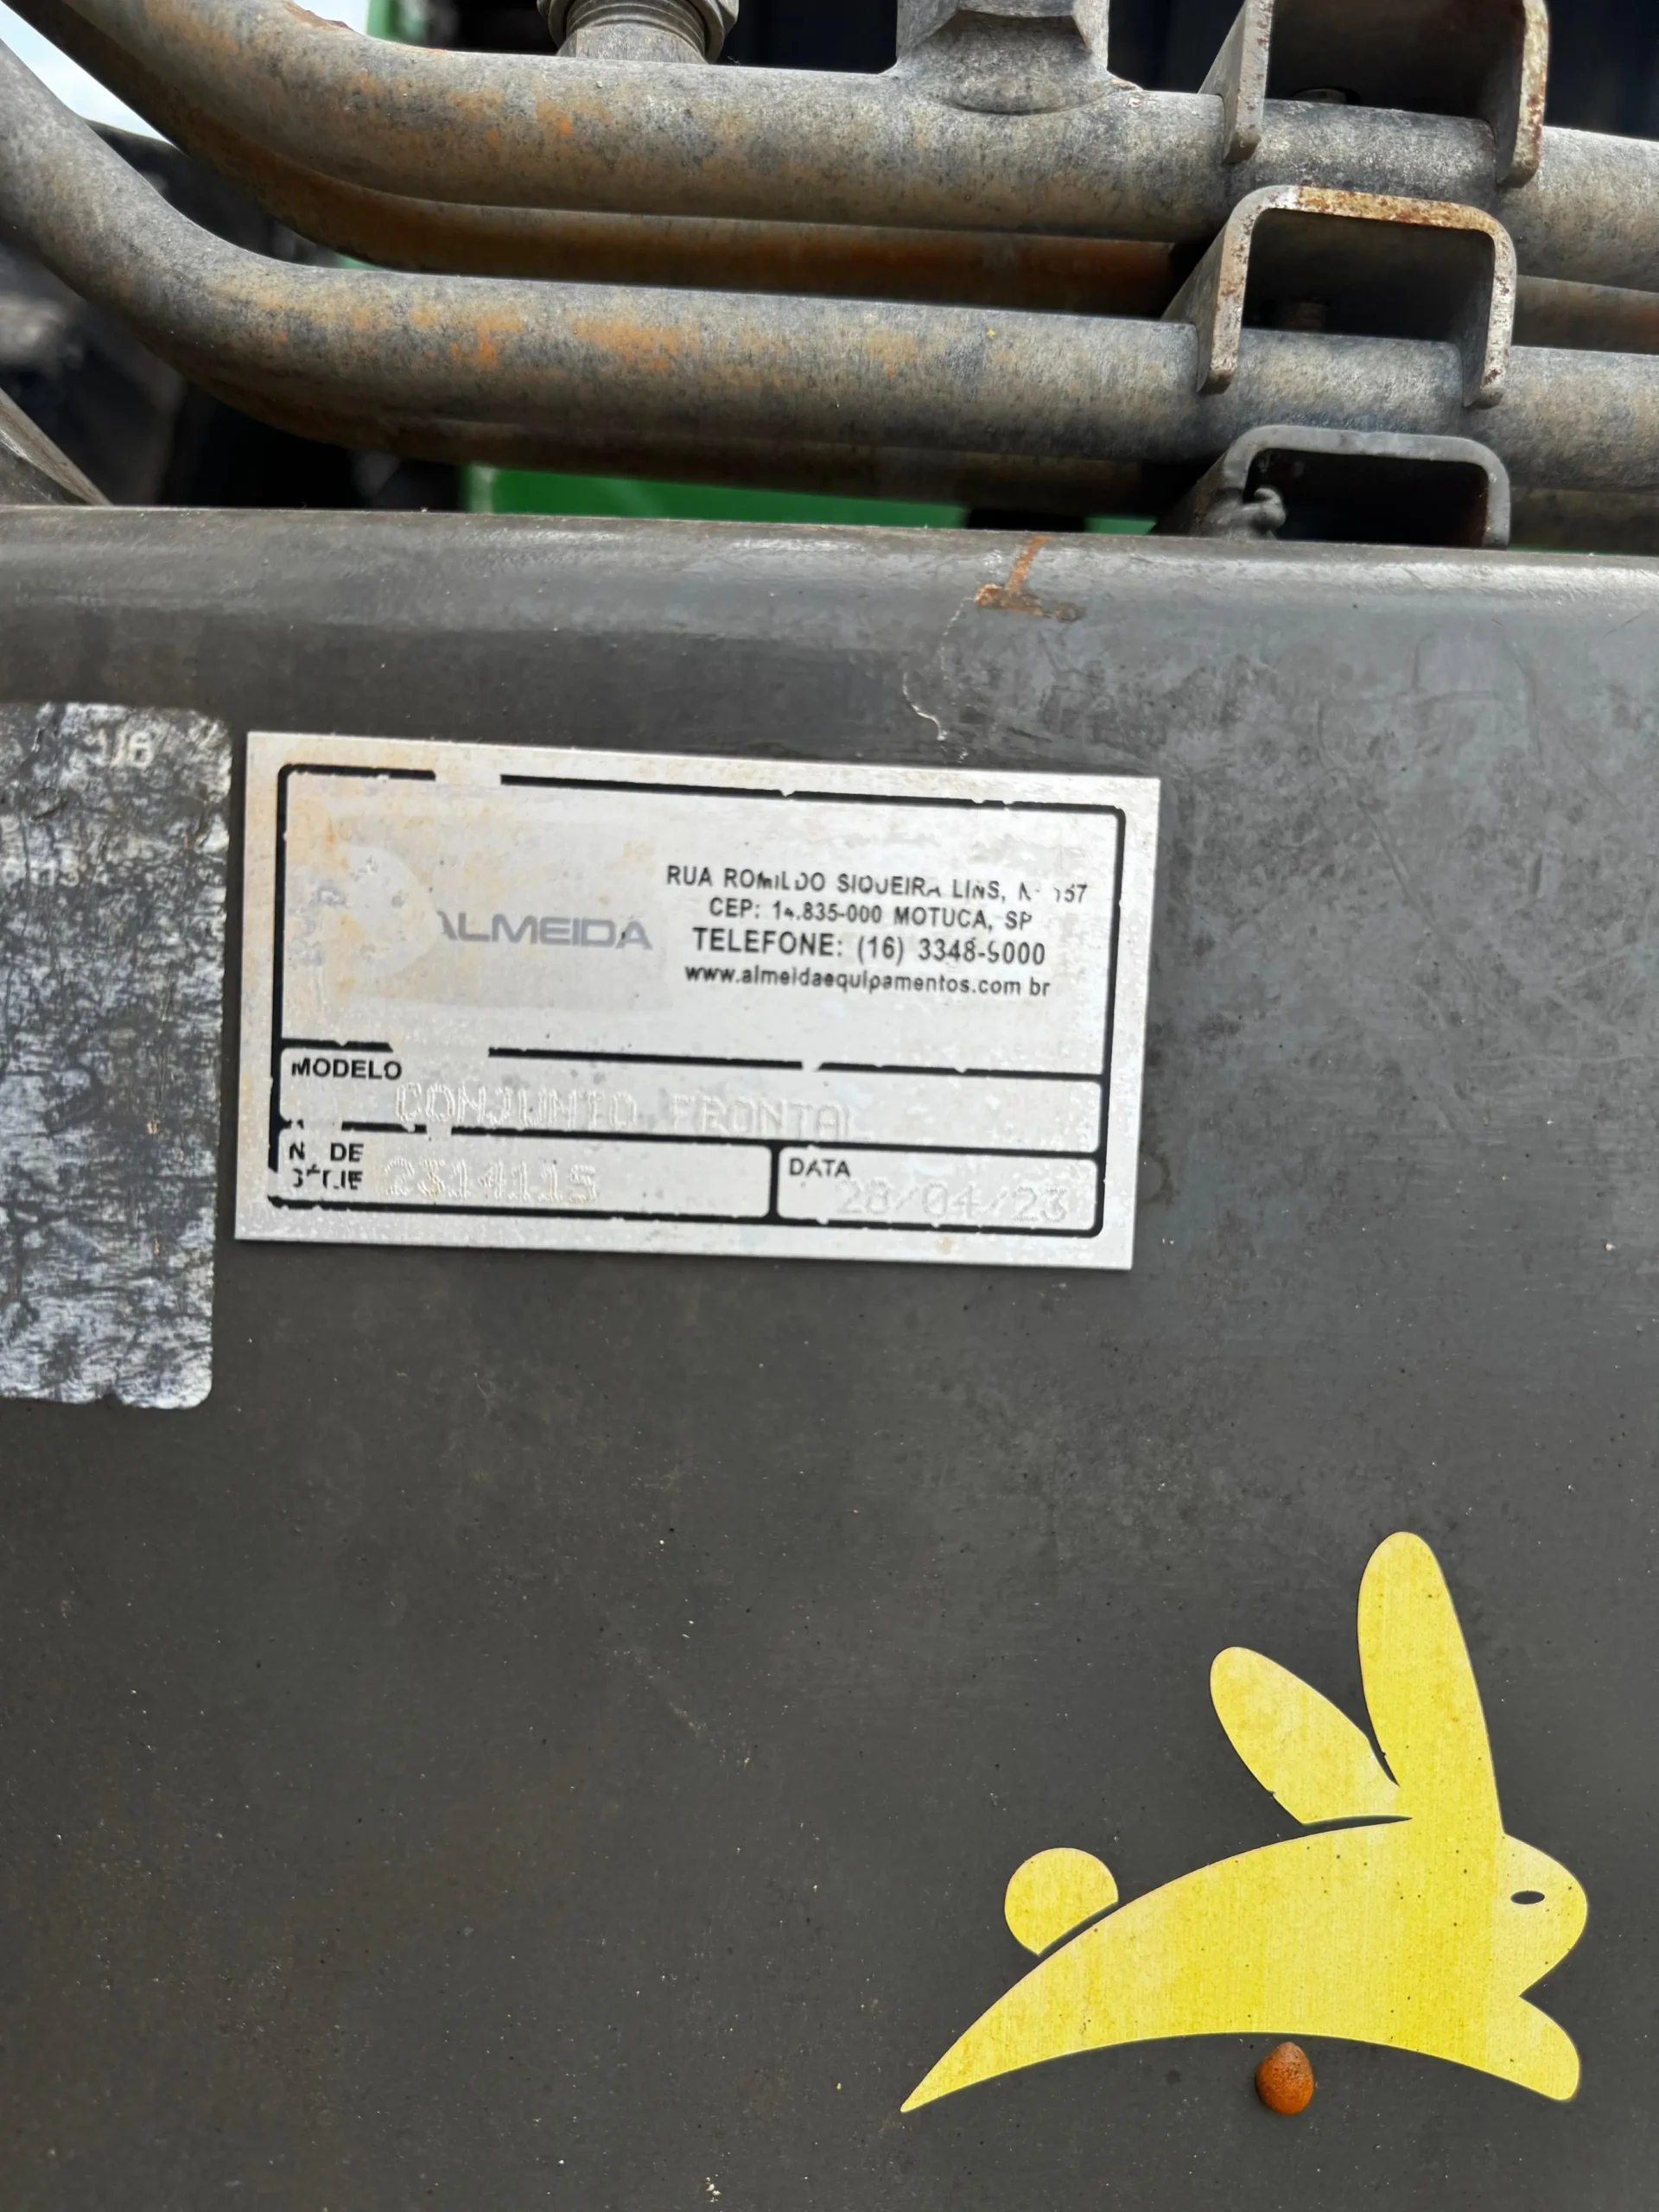 ALMEIDA
RUA ROMILDO SIQUEIRA LINS, N
CEP: 14.835-000 MOTUCA, SP
TELEFONE: (16) 3348-9000
www.almeidaequipamentos.com br
MODELO
CONJUNTO FRONTAL
N DE
SÉRIE
2314115
DATA
28/04/23